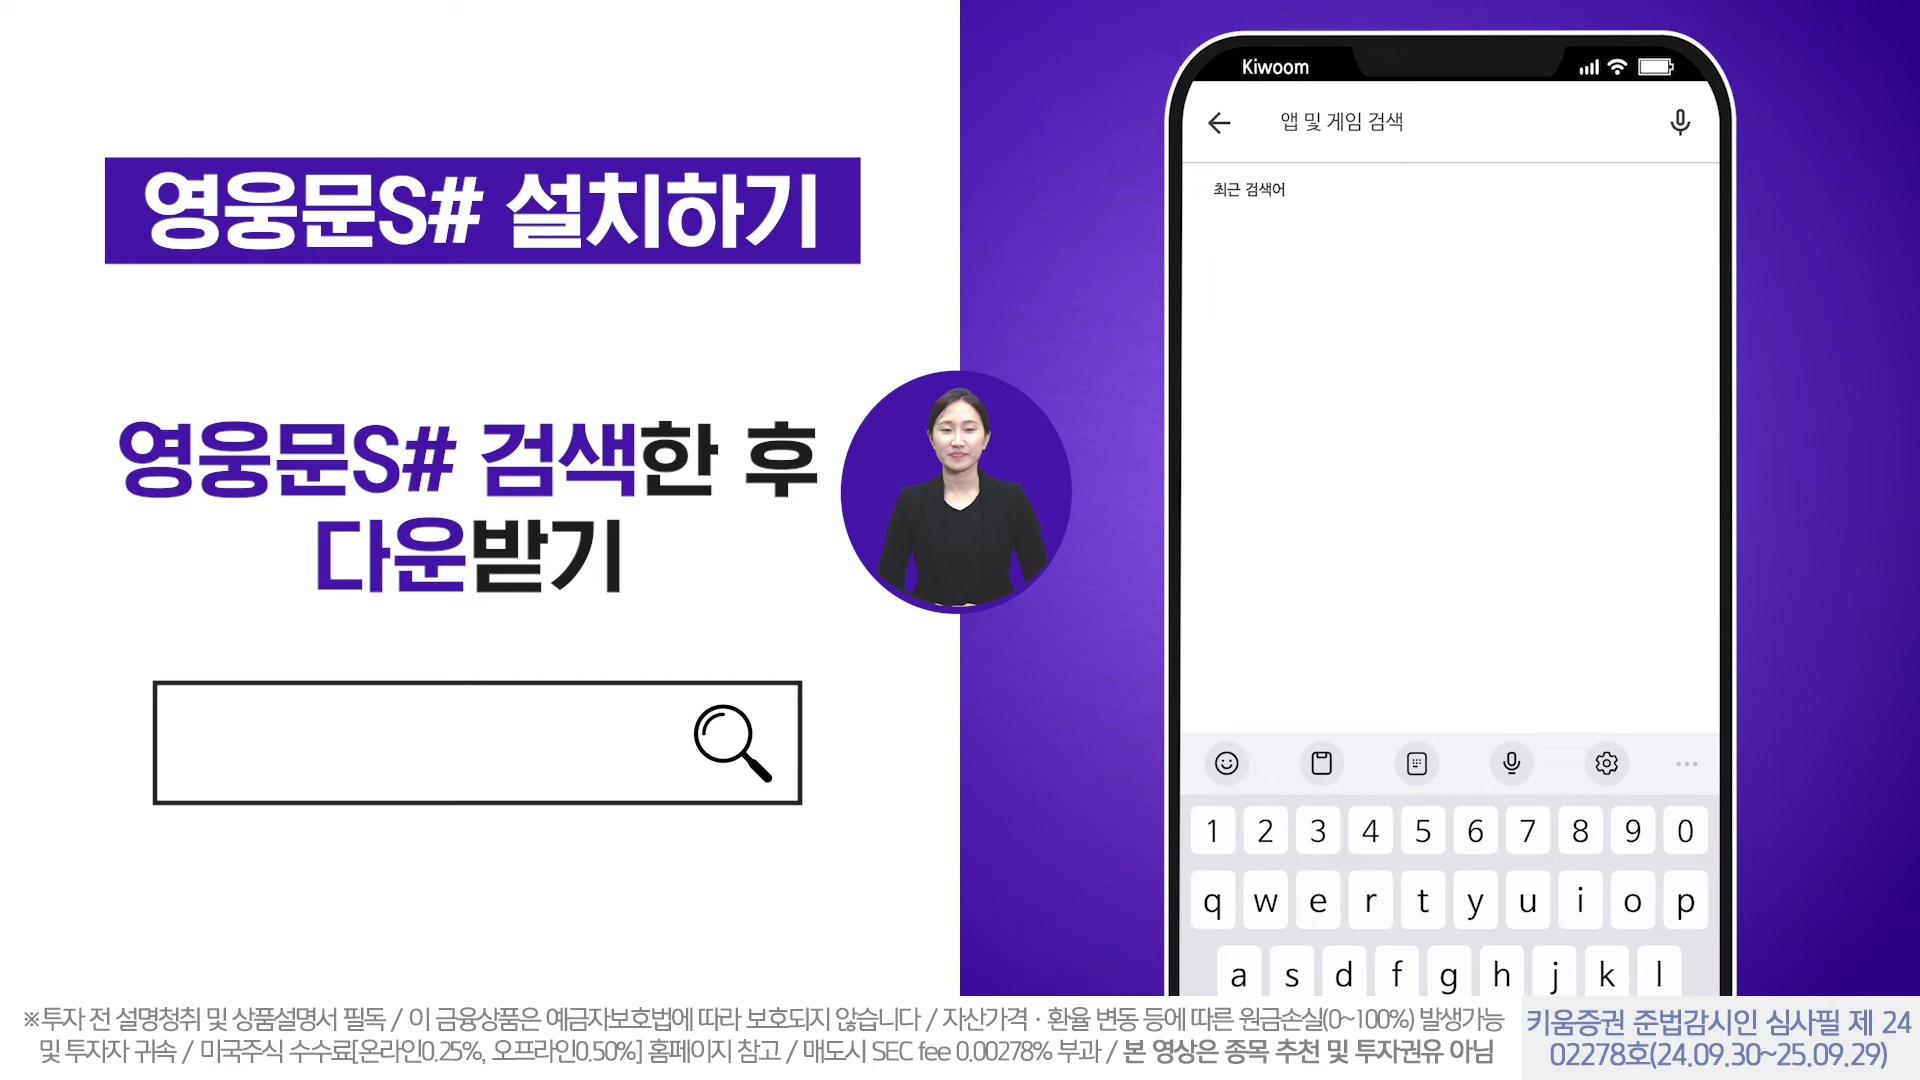 영웅문S# 설치하기
영웅문S# 검색한 후
다운받기
Kiwoom
앱 및 게임 검색
최근 검색어
1 2 3 4 5 6 7 8 9 0
q w e r t y u i o p
a s d f g h j k l
※투자 전 설명청취 및 상품설명서 필독 / 이 금융상품은 예금자보호법에 따라 보호되지 않습니다 / 자산가격 · 환율 변동 등에 따른 원금손실(0~100%) 발생가능
및 투자자 귀속 / 미국주식 수수료[온라인0.25%, 오프라인0.50%] 홈페이지 참고 / 매도시 SEC fee 0.00278% 부과 / 본 영상은 종목 추천 및 투자권유 아님
키움증권 준법감시인 심사필 제 24
02278호(24.09.30~25.09.29)